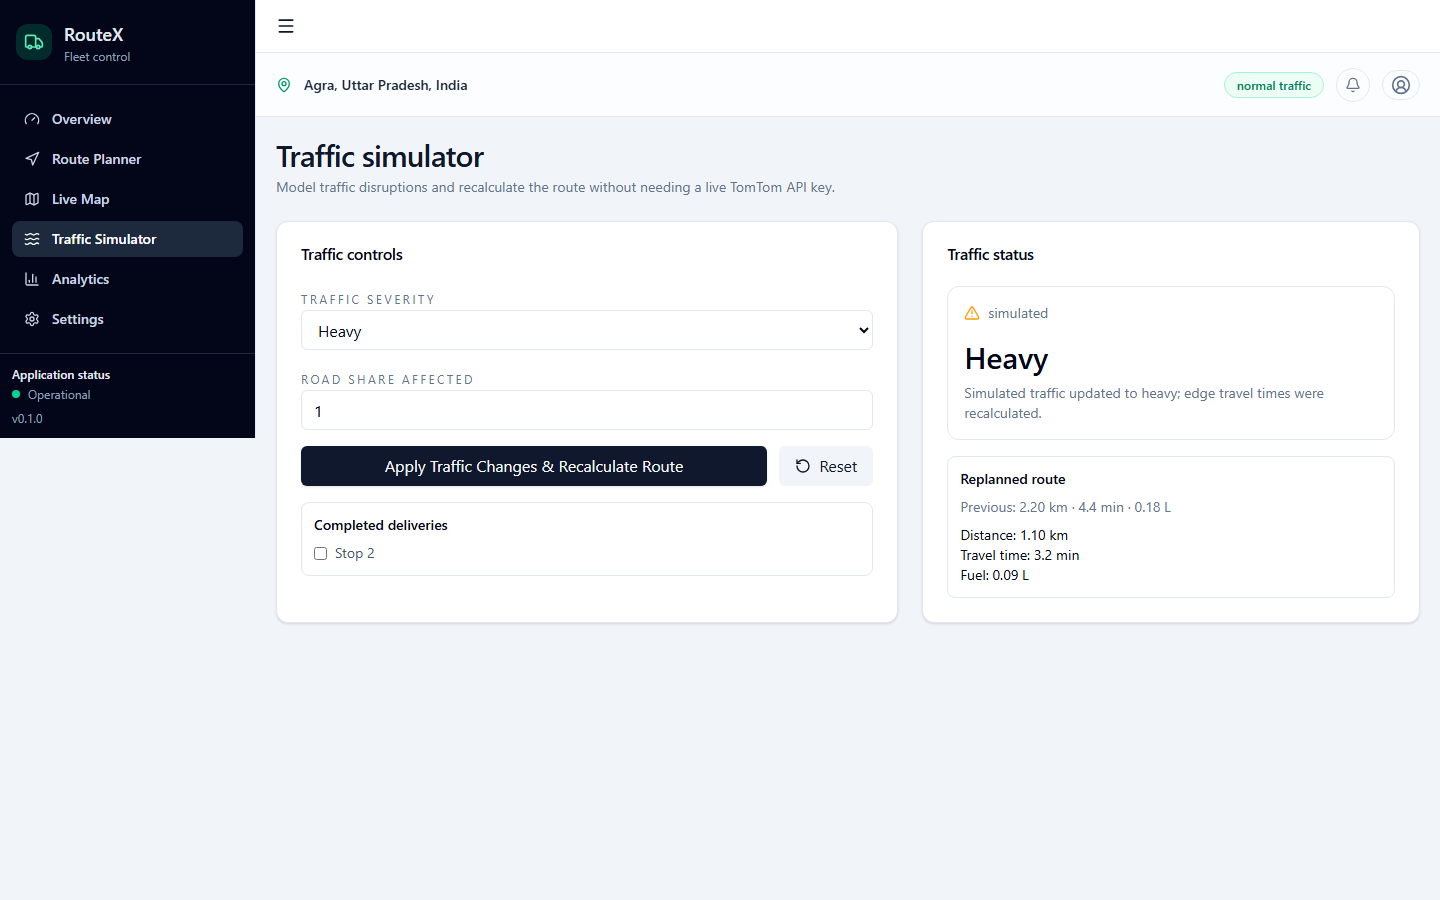 RouteX
Fleet control
Overview
Route Planner
Live Map
Traffic Simulator
Analytics
Settings
Application status
Operational
v0.1.0
Agra, Uttar Pradesh, India
normal traffic
Traffic simulator
Model traffic disruptions and recalculate the route without needing a live TomTom API key.
Traffic controls
TRAFFIC SEVERITY
Heavy
ROAD SHARE AFFECTED
1
Apply Traffic Changes & Recalculate Route
Reset
Completed deliveries
Stop 2
Traffic status
simulated
Heavy
Simulated traffic updated to heavy; edge travel times were
recalculated.
Replanned route
Previous: 2.20 km · 4.4 min · 0.18 L
Distance: 1.10 km
Travel time: 3.2 min
Fuel: 0.09 L